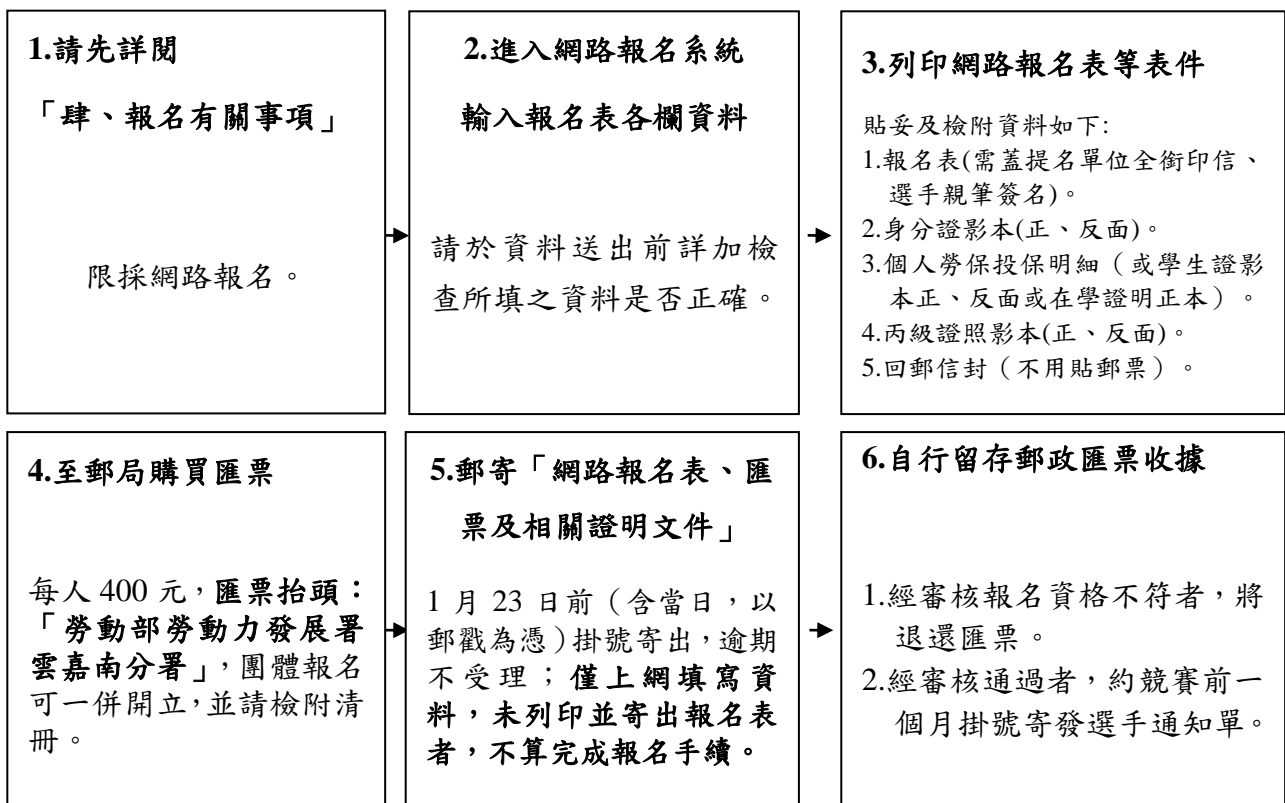 1.請先詳閱
「肆、報名有關事項」
限採網路報名。
2.進入網路報名系統
輸入報名表各欄資料
請於資料送出前詳加檢
查所填之資料是否正確。
3.列印網路報名表等表件
貼妥及檢附資料如下:
1.報名表(需蓋提名單位全銜印信、
選手親筆簽名)。
2.身分證影本(正、反面)。
3.個人勞保投保明細（或學生證影
本正、反面或在學證明正本）。
4.丙級證照影本(正、反面)。
5.回郵信封（不用貼郵票）。
4.至郵局購買匯票
每人 400 元，匯票抬頭：
「勞動部勞動力發展署
雲嘉南分署」，團體報名
可一併開立，並請檢附清
冊。
5.郵寄「網路報名表、匯
票及相關證明文件」
1 月 23 日前（含當日，以
郵戳為憑）掛號寄出，逾期
不受理；僅上網填寫資
料，未列印並寄出報名表
者，不算完成報名手續。
6.自行留存郵政匯票收據
1.經審核報名資格不符者，將
退還匯票。
2.經審核通過者，約競賽前一
個月掛號寄發選手通知單。